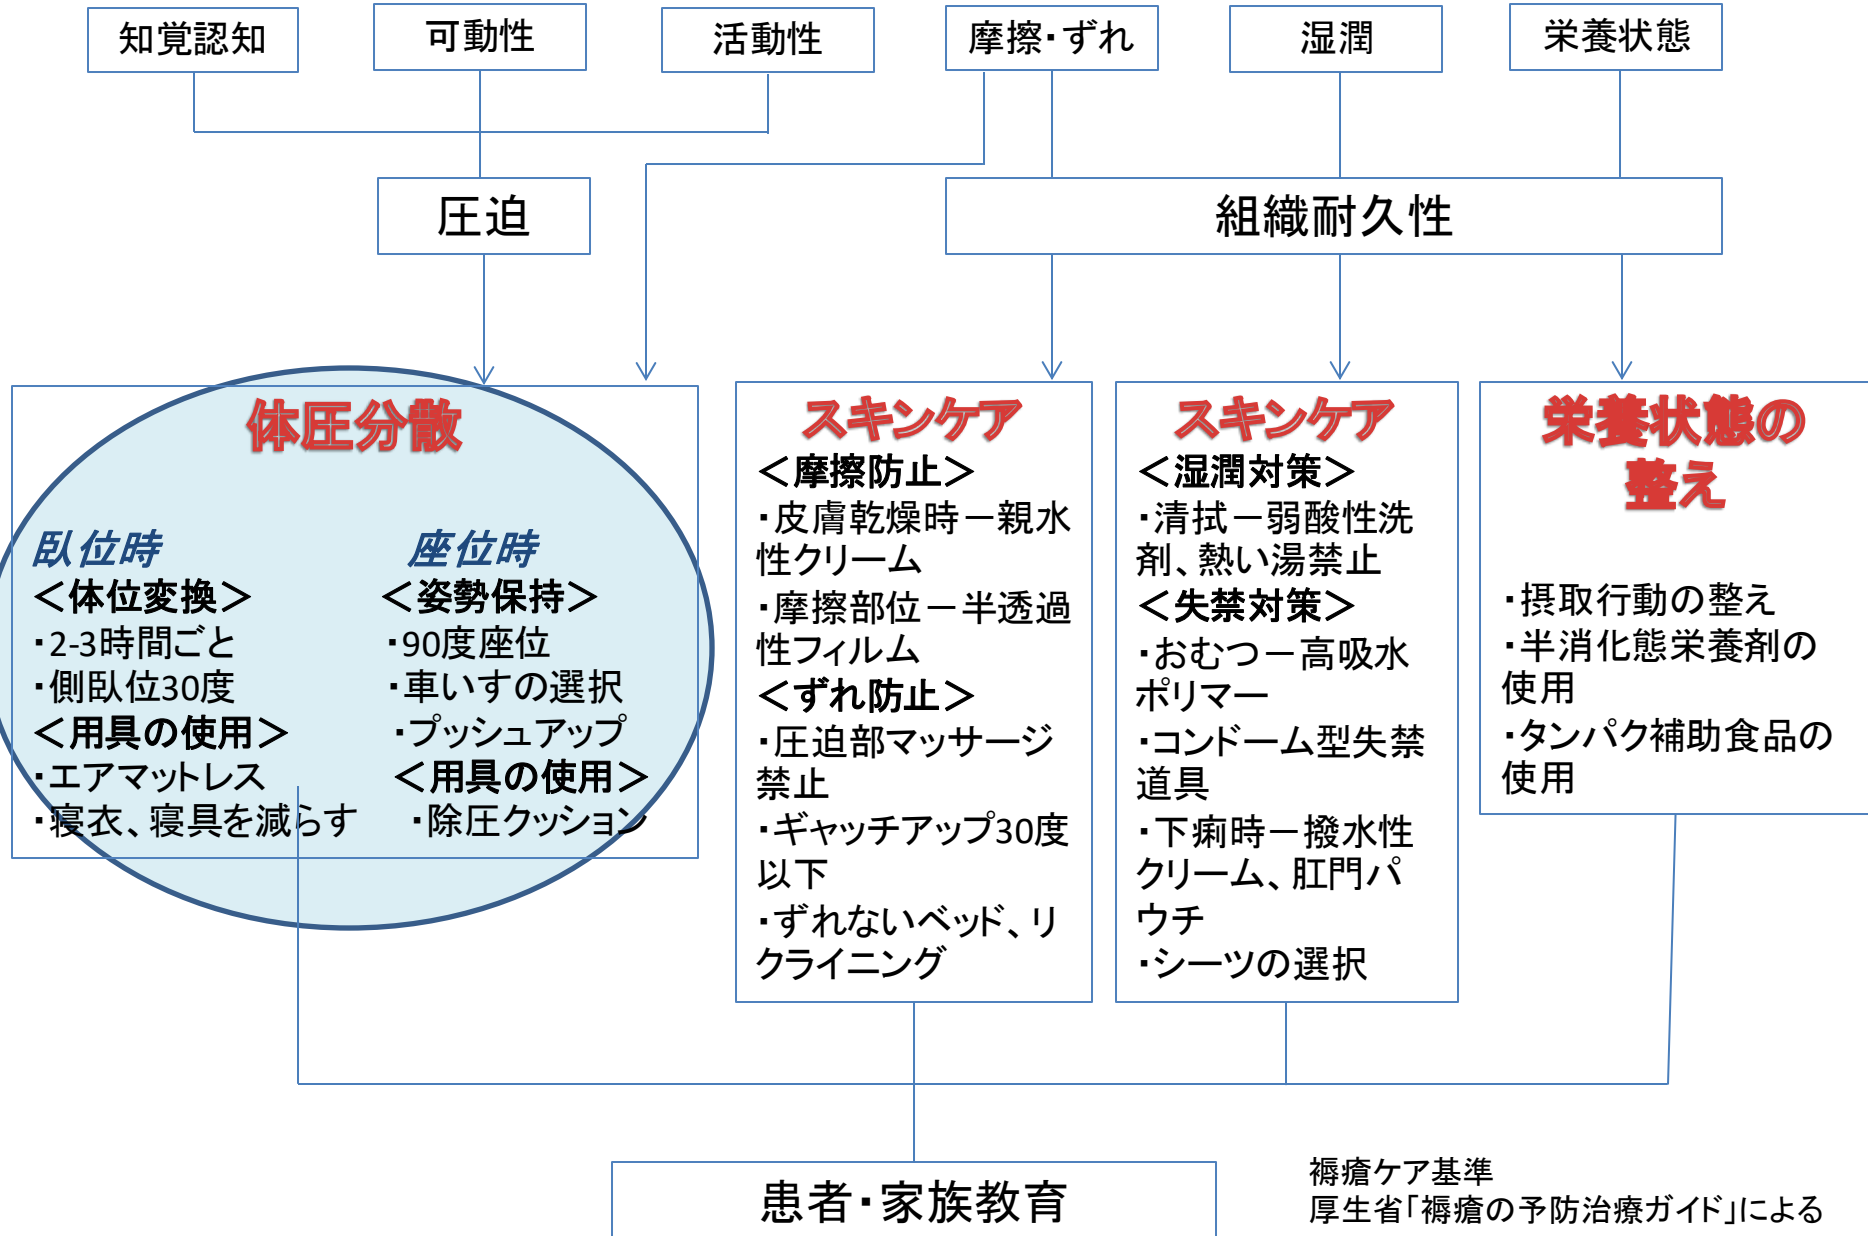 知覚認知
可動性
活動性
摩擦・ずれ
湿潤
栄養状態
圧迫
組織耐久性
体圧分散
臥位時
＜体位変換＞
・2-3時間ごと
・側臥位30度
＜用具の使用＞
・エアマットレス
・寝衣、寝具を減らす
座位時
＜姿勢保持＞
・90度座位
・車いすの選択
・プッシュアップ
＜用具の使用＞
・除圧クッション
スキンケア
＜摩擦防止＞
・皮膚乾燥時－親水
性クリーム
・摩擦部位－半透過
性フィルム
＜ずれ防止＞
・圧迫部マッサージ
禁止
・ギャッチアップ30度
以下
・ずれないベッド、リ
クライニング
スキンケア
＜湿潤対策＞
・清拭－弱酸性洗
剤、熱い湯禁止
＜失禁対策＞
・おむつ－高吸水
ポリマー
・コンドーム型失禁
道具
・下痢時－撥水性
クリーム、肛門パ
ウチ
・シーツの選択
栄養状態の
整え
・摂取行動の整え
・半消化態栄養剤の
使用
・タンパク補助食品の
使用
患者・家族教育
褥瘡ケア基準
厚生省「褥瘡の予防治療ガイド」による